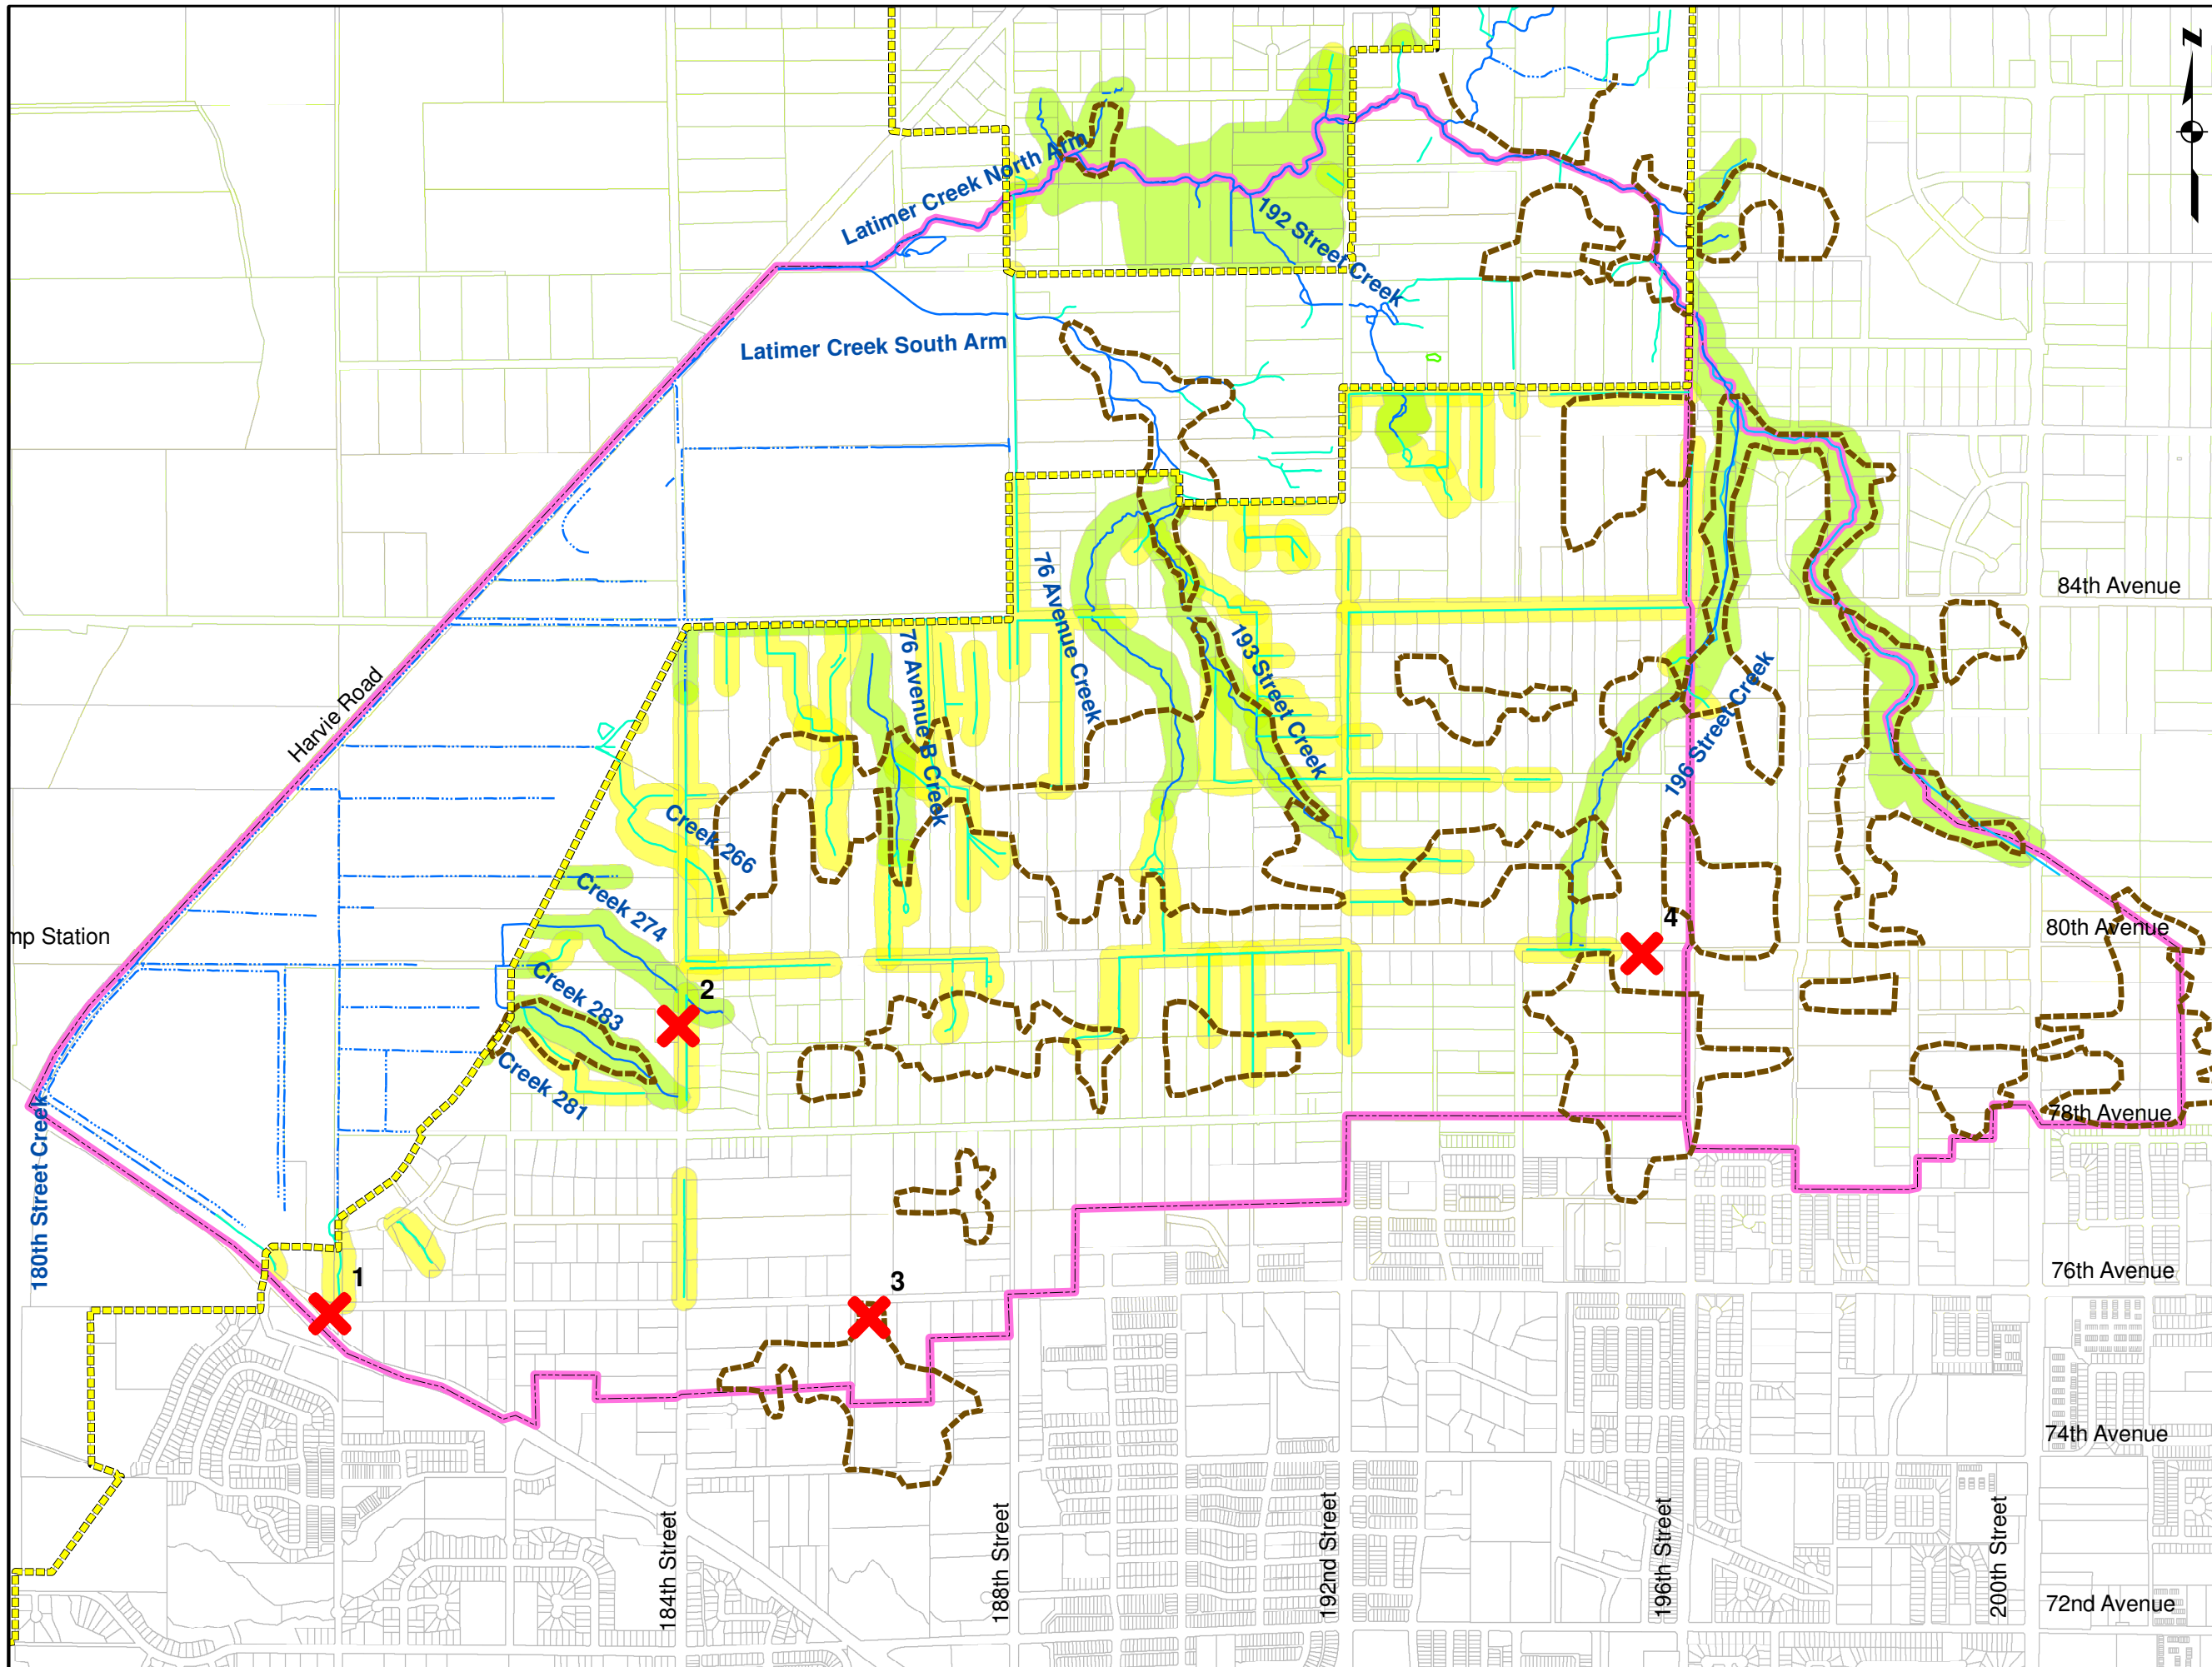 N
Latimer Creek North Arm
192 Street Creek
Latimer Creek South Arm
84th Avenue
76 Avenue Creek
193 Street Creek
76 Avenue B Creek
196 Street Creek
Harvie Road
Creek 266
Creek 274
mp Station
4
80th Avenue
Creek 283
2
Creek 281
78th Avenue
180th Street Creek
1
3
76th Avenue
74th Avenue
184th Street
188th Street
192nd Street
196th Street
200th Street
72nd Avenue